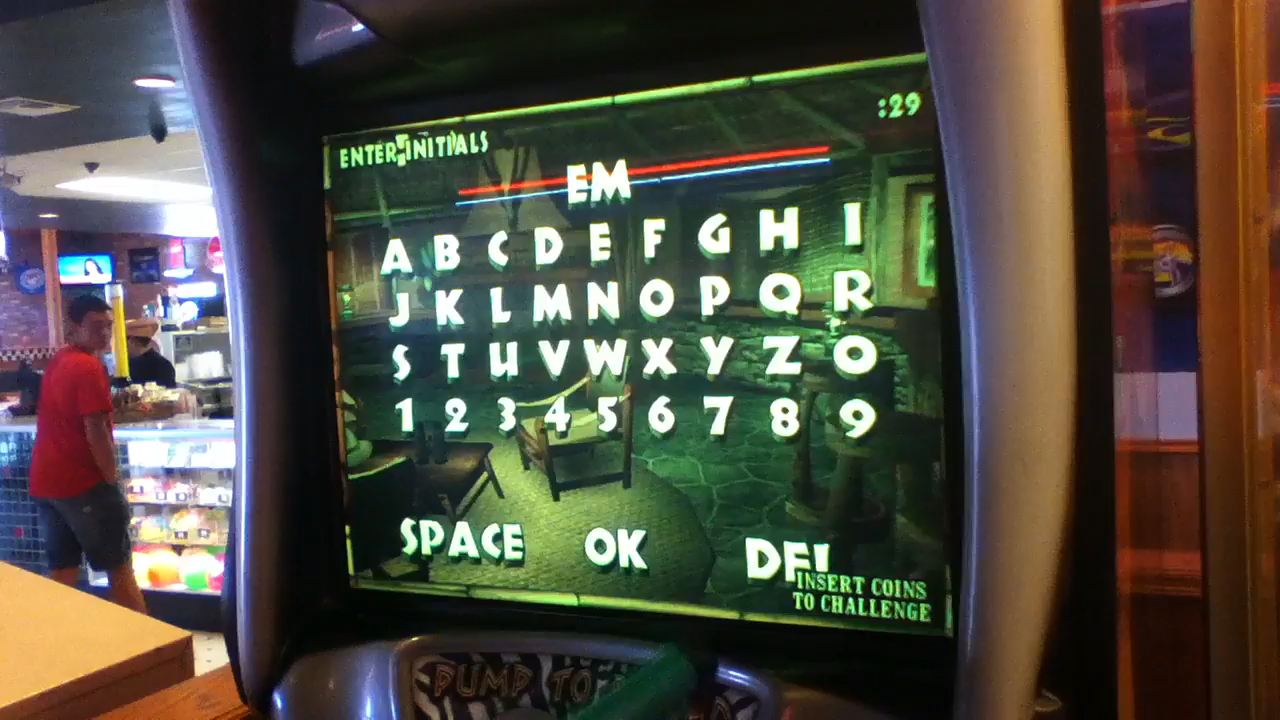 ENTER INITIALS
:29
EM
A B C D E F G H I
J K L M N O P Q R
S T U V W X Y Z O
1 2 3 4 5 6 7 8 9
SPACE OK DEL
INSERT COINS
TO CHALLENGE
PUMP TO